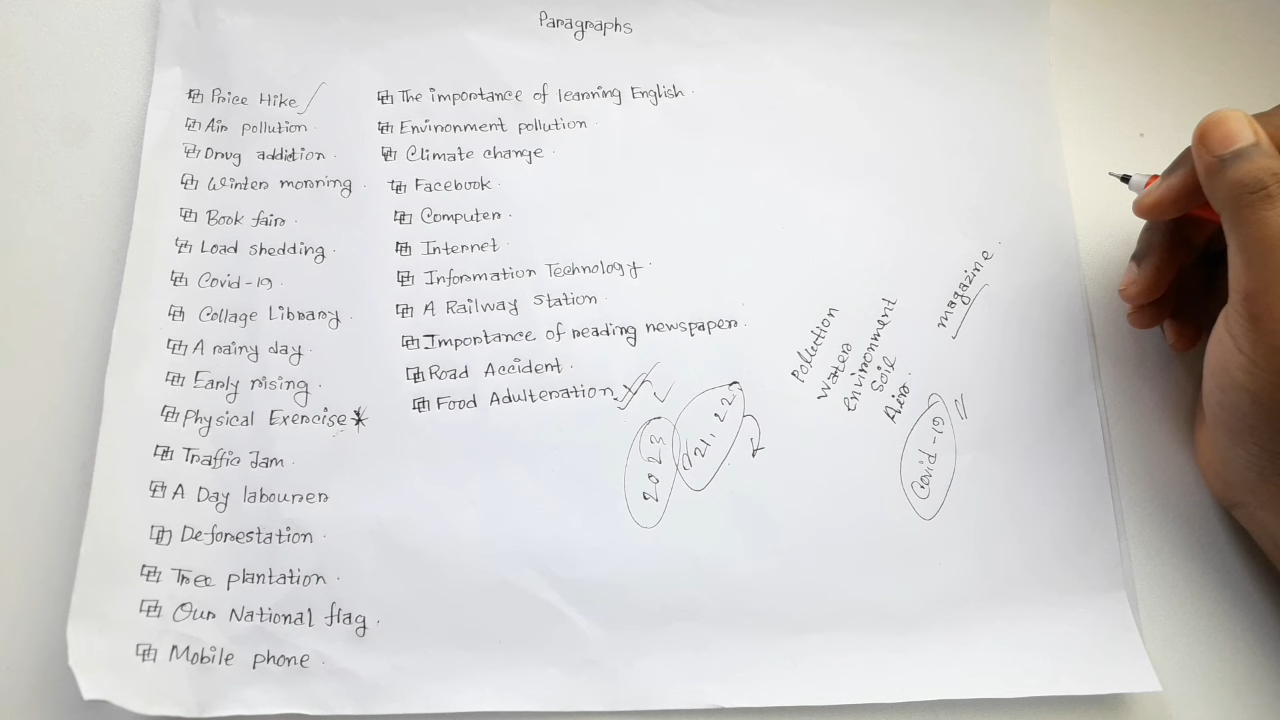 Paragraphs
Price Hike
Air pollution.
Drug addiction.
Winter morning.
Book fair.
Load shedding.
Covid-19.
Collage Library.
A rainy day.
Early rising.
Physical Exercise
Traffic Jam.
A Day labourer
Deforestation.
Tree plantation.
Our National flag.
Mobile phone.
The importance of learning English.
Environment pollution.
Climate change.
Facebook.
Computer.
Internet.
Information Technology.
A Railway station.
Importance of reading newspaper.
Road Accident.
Food Adulteration
2023
21, 22
Pollution
Water
Environment
Soil
Air.
magazine.
Covid-19